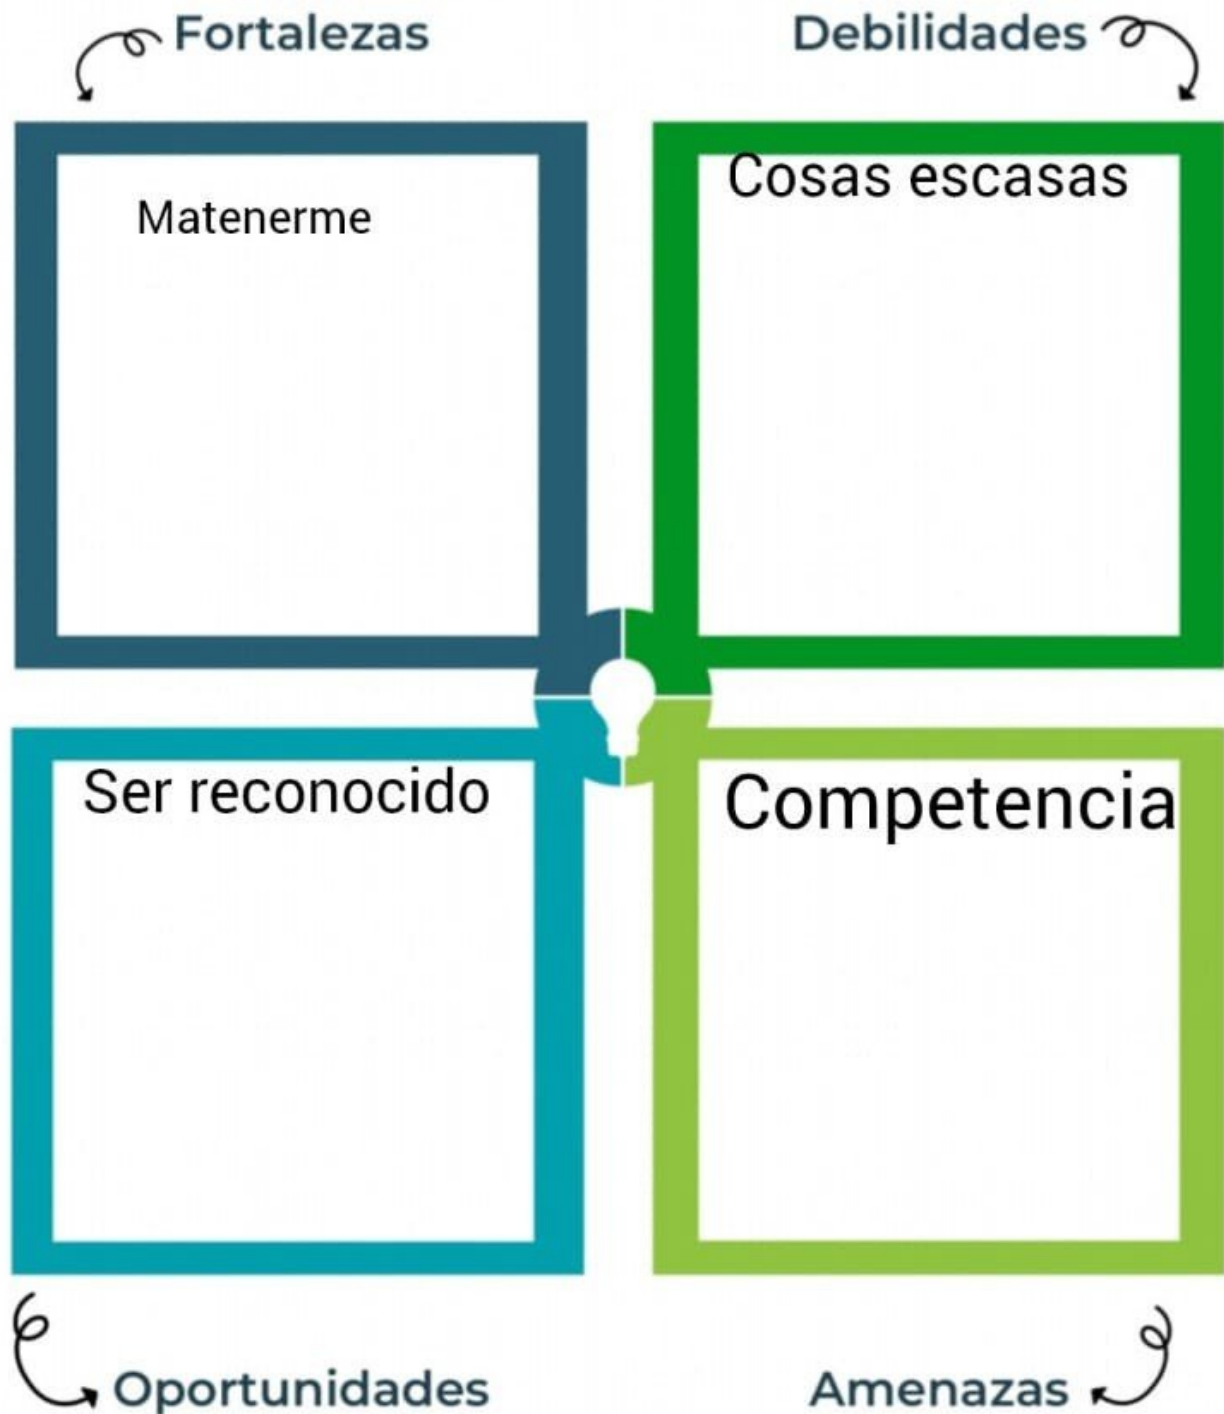 Fortalezas
Debilidades
Matenerme
Cosas escasas
Ser reconocido
Competencia
Oportunidades
Amenazas